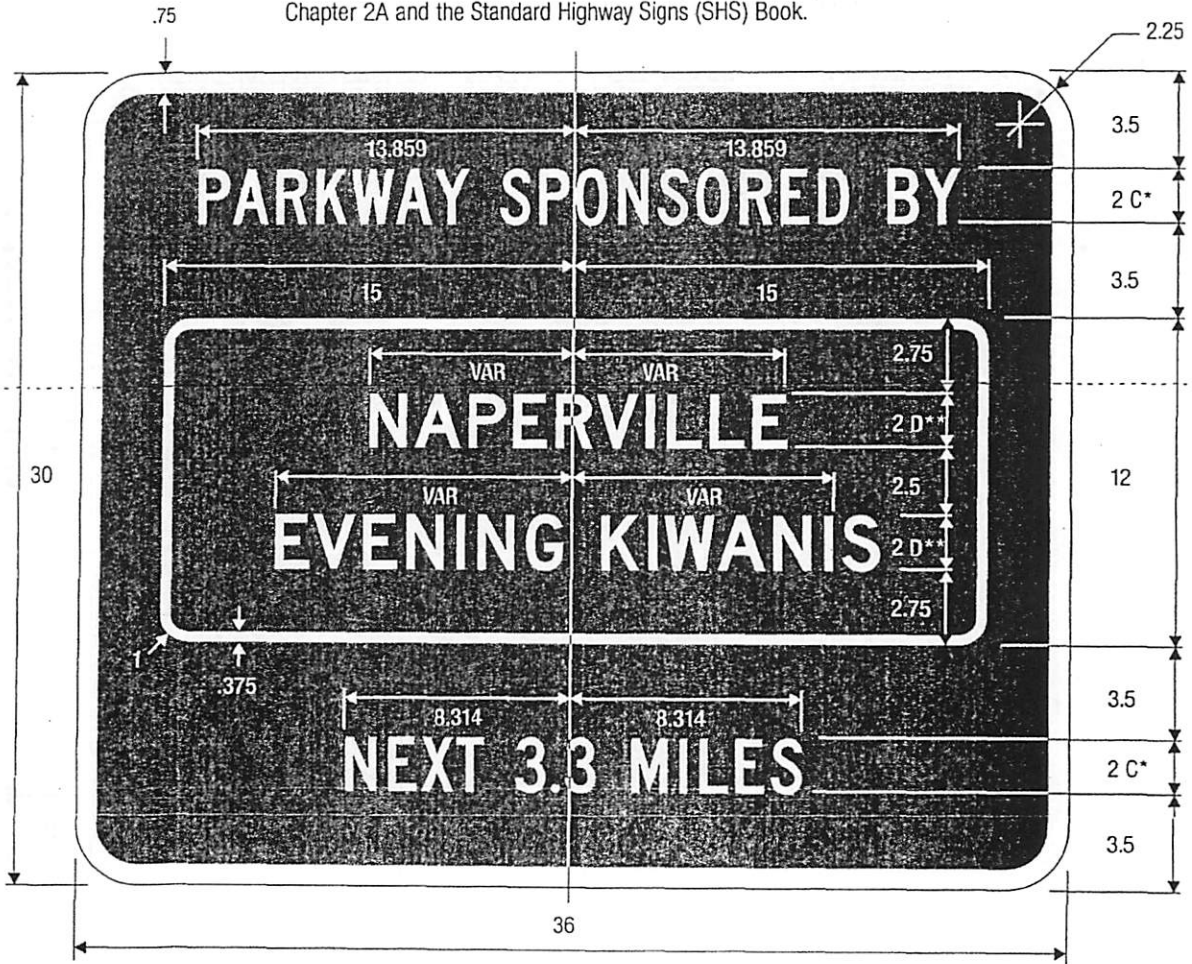 Chapter 2A and the Standard Highway Signs (SHS) Book.
.75
2.25
3.5
13.859 13.859
PARKWAY SPONSORED BY
2 C*
3.5
15 15
2.75
VAR VAR
NAPERVILLE
2 D**
30
12
VAR VAR
2.5
EVENING KIWANIS
2 D**
2.75
1
.375
3.5
8.314 8.314
NEXT 3.3 MILES
2 C*
3.5
36